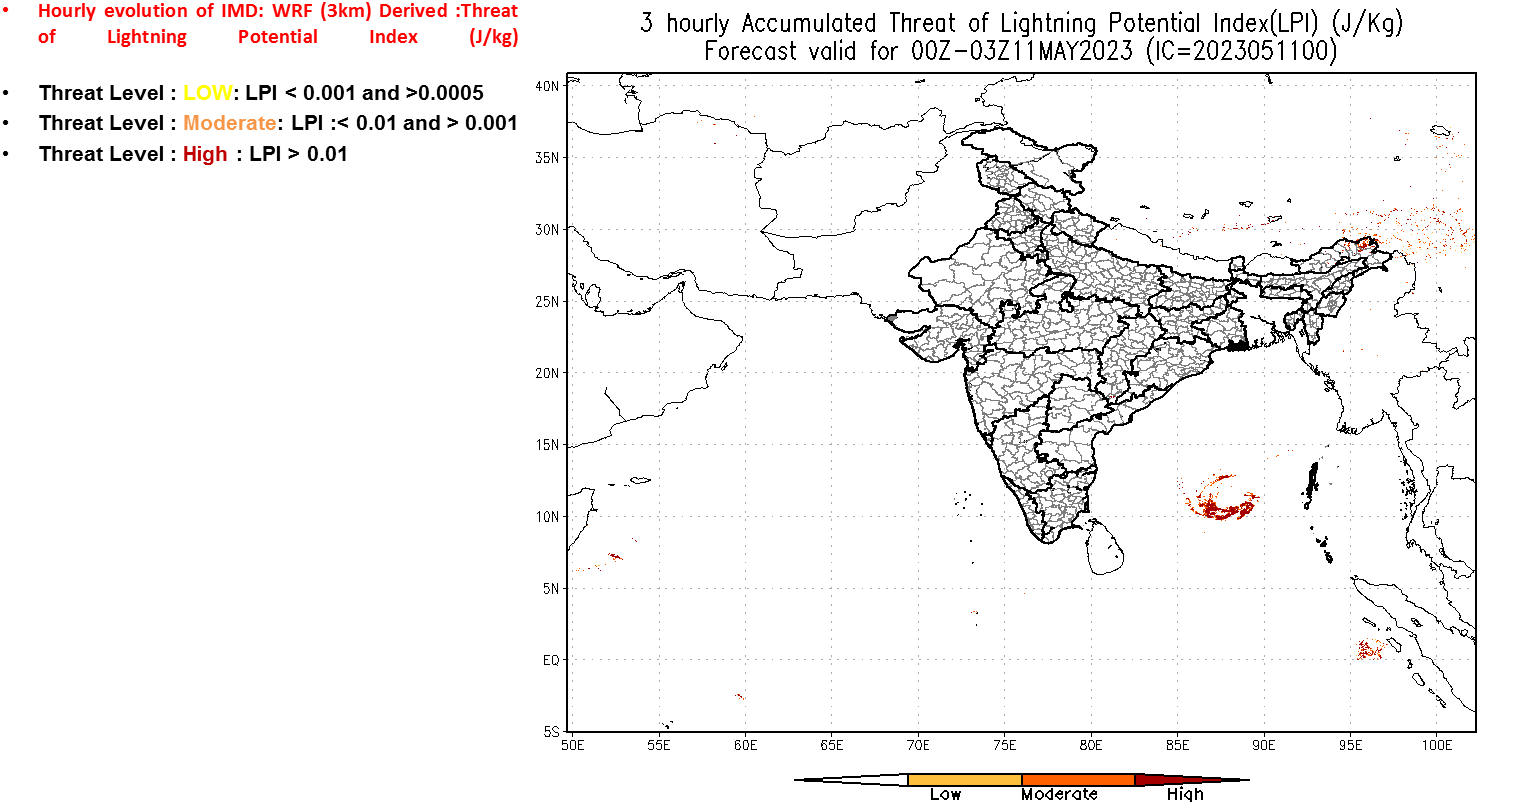 • Hourly evolution of IMD: WRF (3km) Derived :Threat
of Lightning Potential Index (J/kg)
• Threat Level : LOW: LPI < 0.001 and >0.0005
• Threat Level : Moderate: LPI :< 0.01 and > 0.001
• Threat Level : High : LPI > 0.01
3 hourly Accumulated Threat of Lightning Potential Index(LPI) (J/Kg)
Forecast valid for 00Z-03Z11MAY2023 (IC=2023051100)
40N
35N
30N
25N
20N
15N
10N
5N
EQ
5S
50E 55E 60E 65E 70E 75E 80E 85E 90E 95E 100E
Low Moderate High